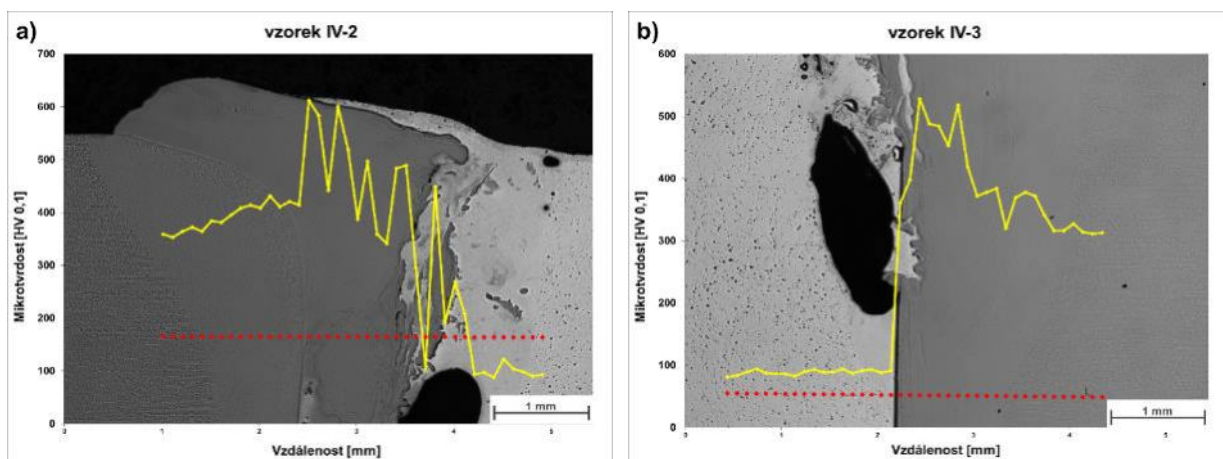 a)
vzorek IV-2
Mikrotvrdost [HV 0,1]
700
600
500
400
300
200
100
0
0 1 2 3 4 5
Vzdálenost [mm]
1 mm
b)
vzorek IV-3
Mikrotvrdost [HV 0,1]
600
500
400
300
200
100
0
0 1 2 3 4 5
Vzdálenost [mm]
1 mm